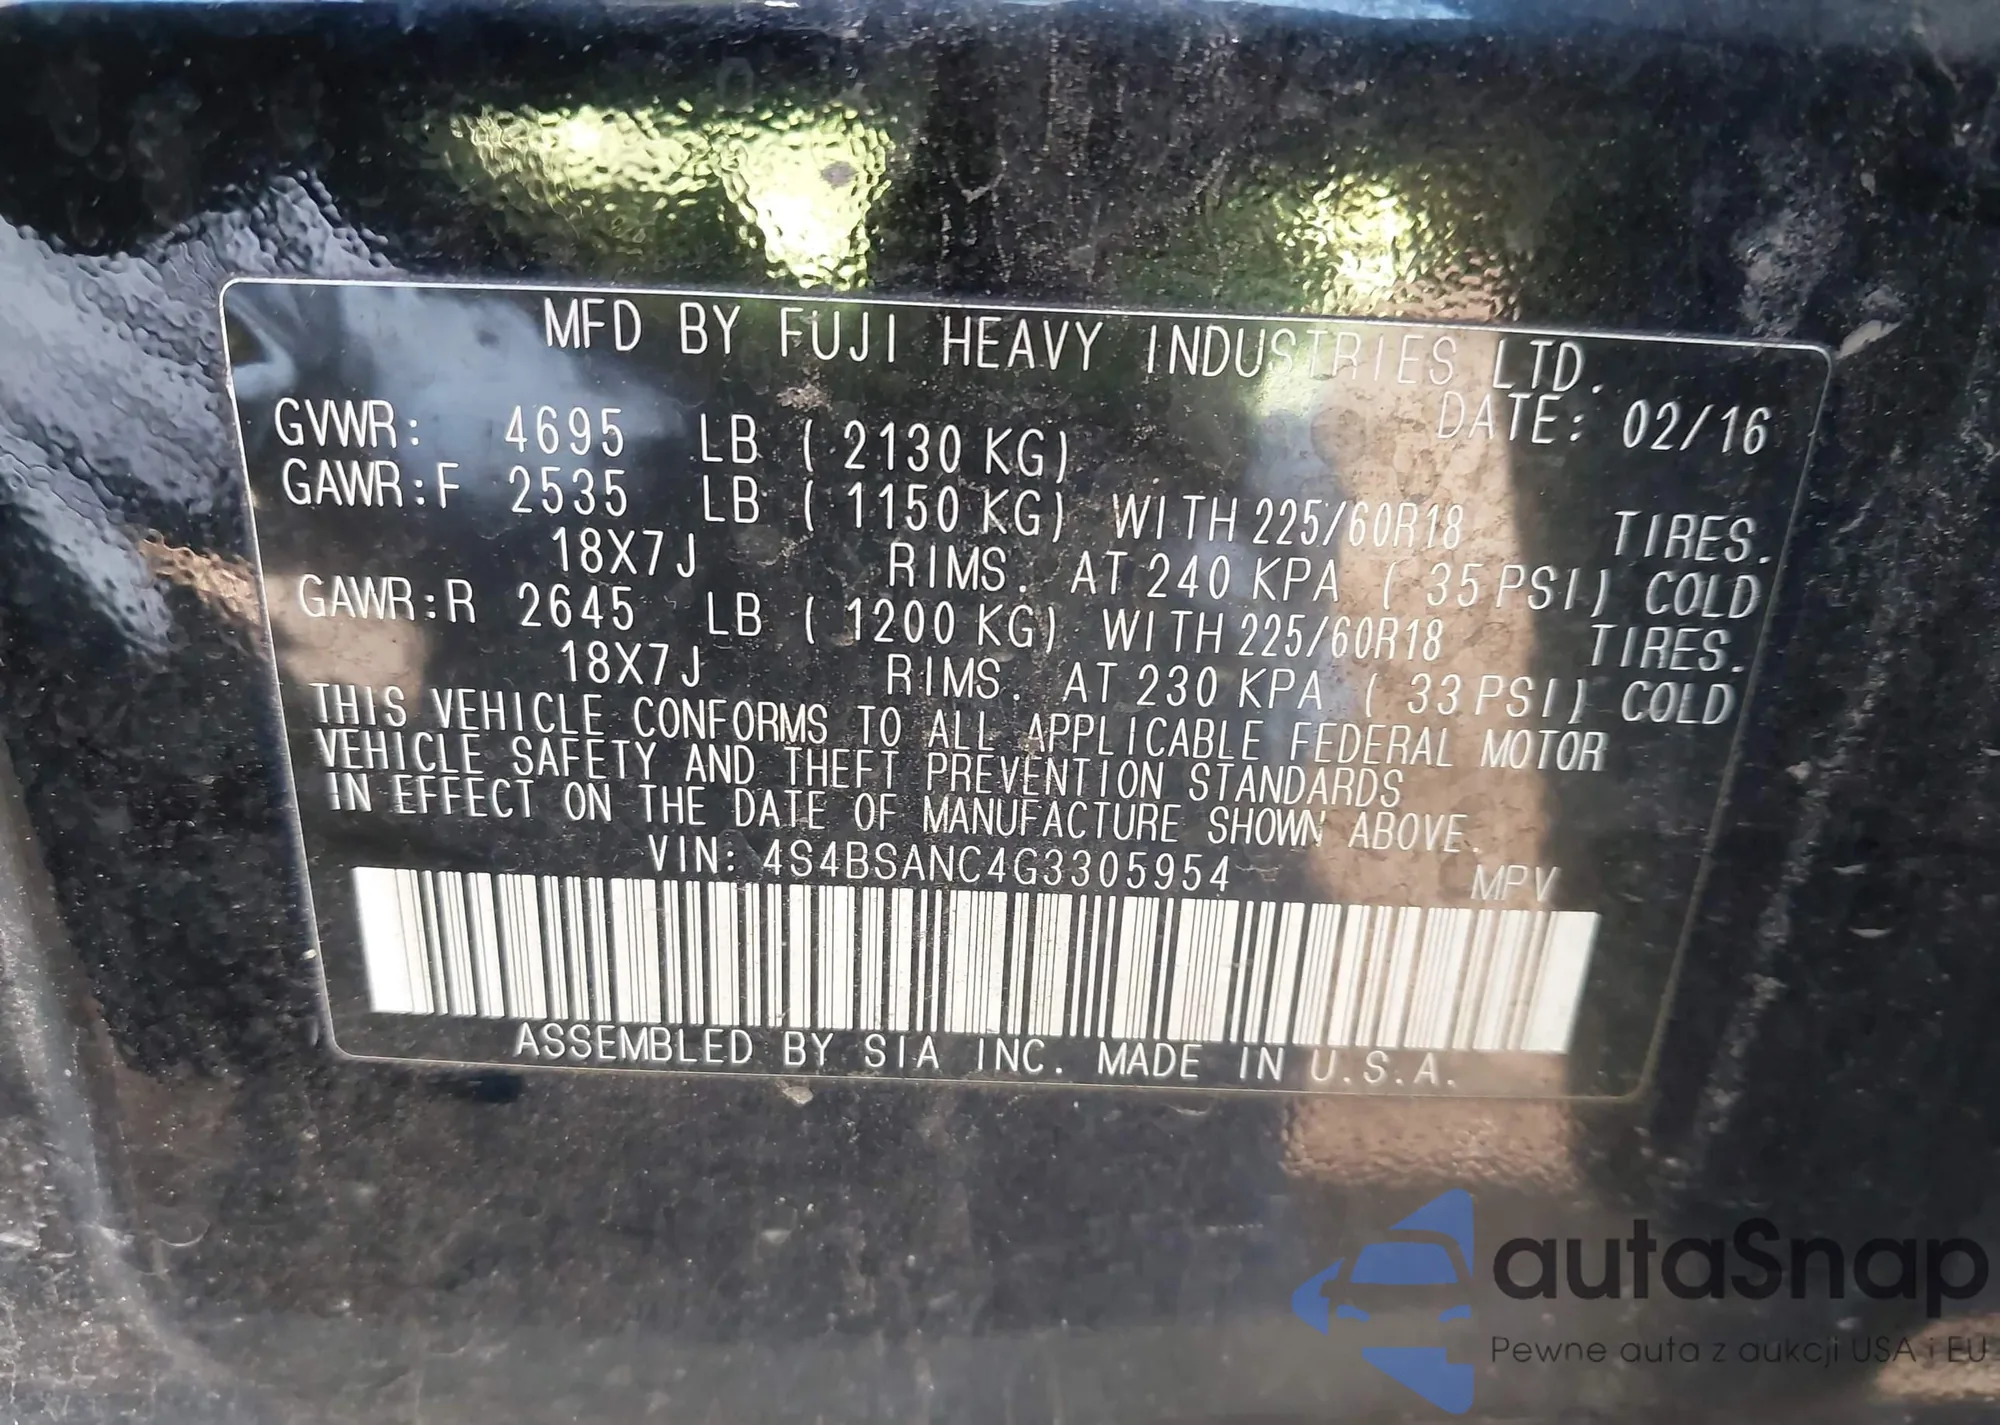 MFD BY FUJI HEAVY INDUSTRIES LTD.
DATE: 02/16
GVWR: 4695 LB ( 2130 KG)
GAWR:F 2535 LB ( 1150 KG) WITH 225/60R18 TIRES.
18X7J RIMS. AT 240 KPA ( 35 PSI) COLD
GAWR:R 2645 LB ( 1200 KG) WITH 225/60R18 TIRES.
18X7J RIMS. AT 230 KPA ( 33 PSI) COLD
THIS VEHICLE CONFORMS TO ALL APPLICABLE FEDERAL MOTOR
VEHICLE SAFETY AND THEFT PREVENTION STANDARDS
IN EFFECT ON THE DATE OF MANUFACTURE SHOWN ABOVE.
VIN: 4S4BSANC4G3305954 MPV
ASSEMBLED BY SIA INC. MADE IN U.S.A.
autaSnap
Pewne auta z aukcji USA i EU